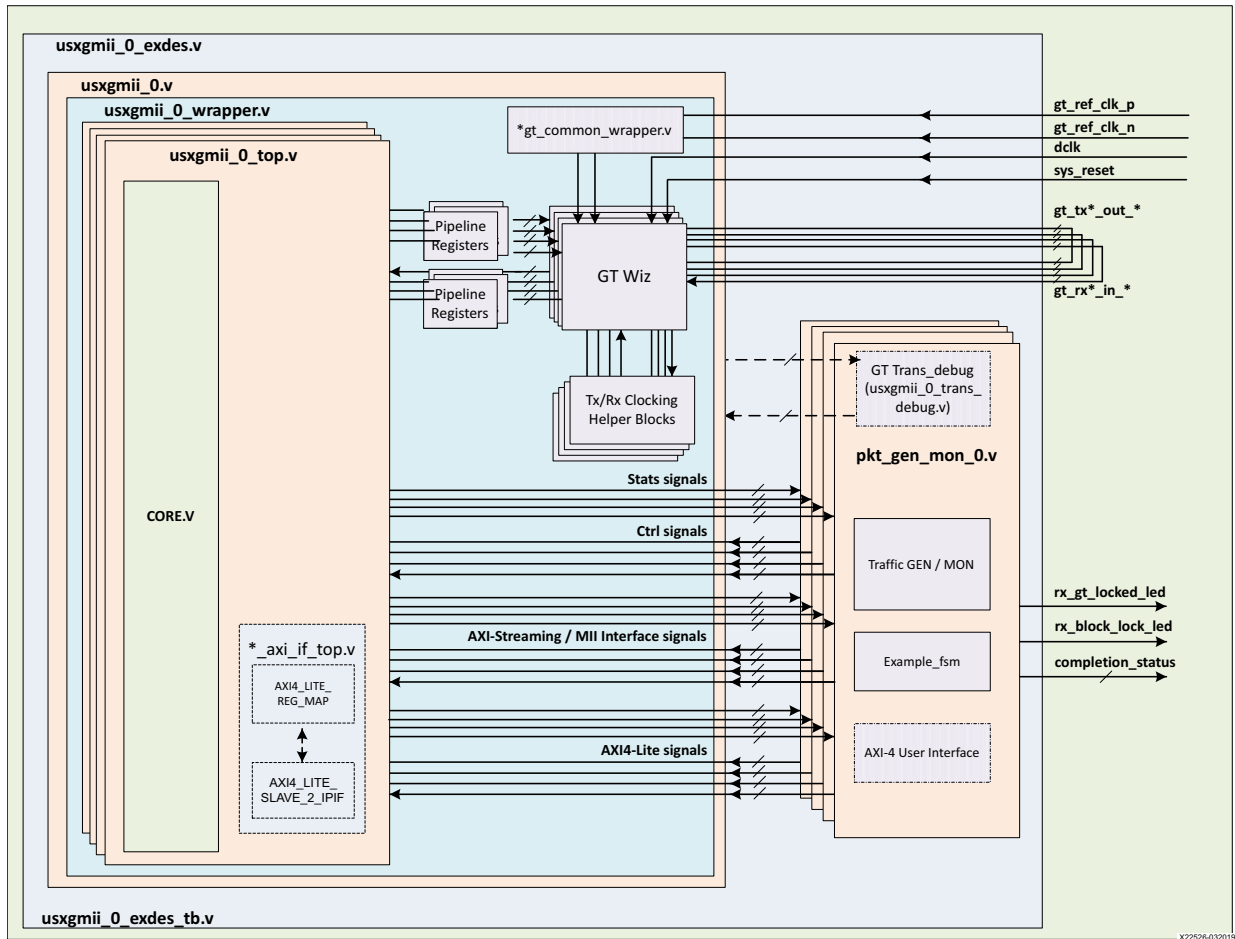 usxgmii_0_exdes.v
usxgmii_0.v
usxgmii_0_wrapper.v
usxgmii_0_top.v
*gt_common_wrapper.v
gt_ref_clk_p
gt_ref_clk_n
dclk
sys_reset
gt_tx*_out_*
gt_rx*_in_*
Pipeline
Registers
Pipeline
Registers
GT Wiz
Tx/Rx Clocking
Helper Blocks
GT Trans_debug
(usxgmii_0_trans_
debug.v)
pkt_gen_mon_0.v
Stats signals
CORE.V
Ctrl signals
Traffic GEN / MON
rx_gt_locked_led
rx_block_lock_led
completion_status
AXI-Streaming / MII Interface signals
*_axi_if_top.v
Example_fsm
AXI4_LITE_
REG_MAP
AXI4-Lite signals
AXI-4 User Interface
AXI4_LITE_
SLAVE_2_IPIF
usxgmii_0_exdes_tb.v
X22526-032019